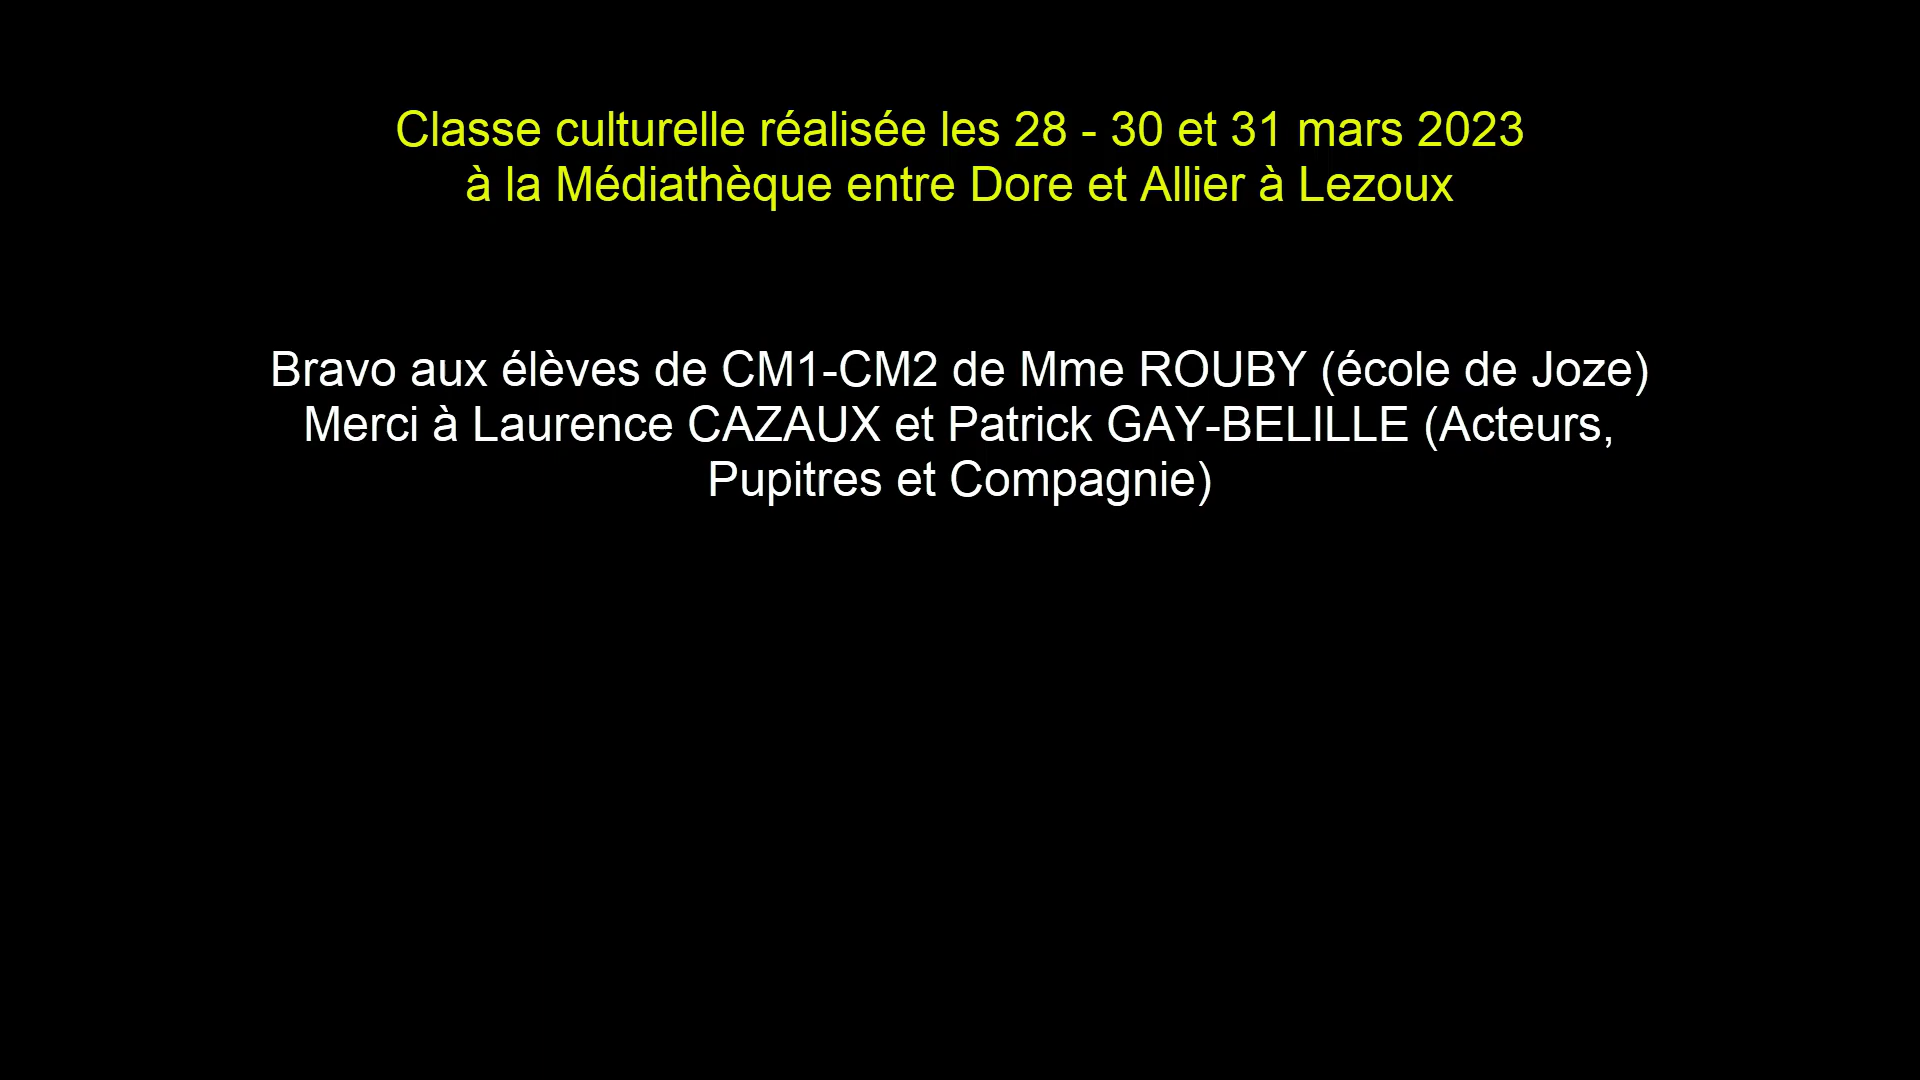 Classe culturelle réalisée les 28 - 30 et 31 mars 2023
à la Médiathèque entre Dore et Allier à Lezoux
Bravo aux élèves de CM1-CM2 de Mme ROUBY (école de Joze)
Merci à Laurence CAZAUX et Patrick GAY-BELILLE (Acteurs,
Pupitres et Compagnie)